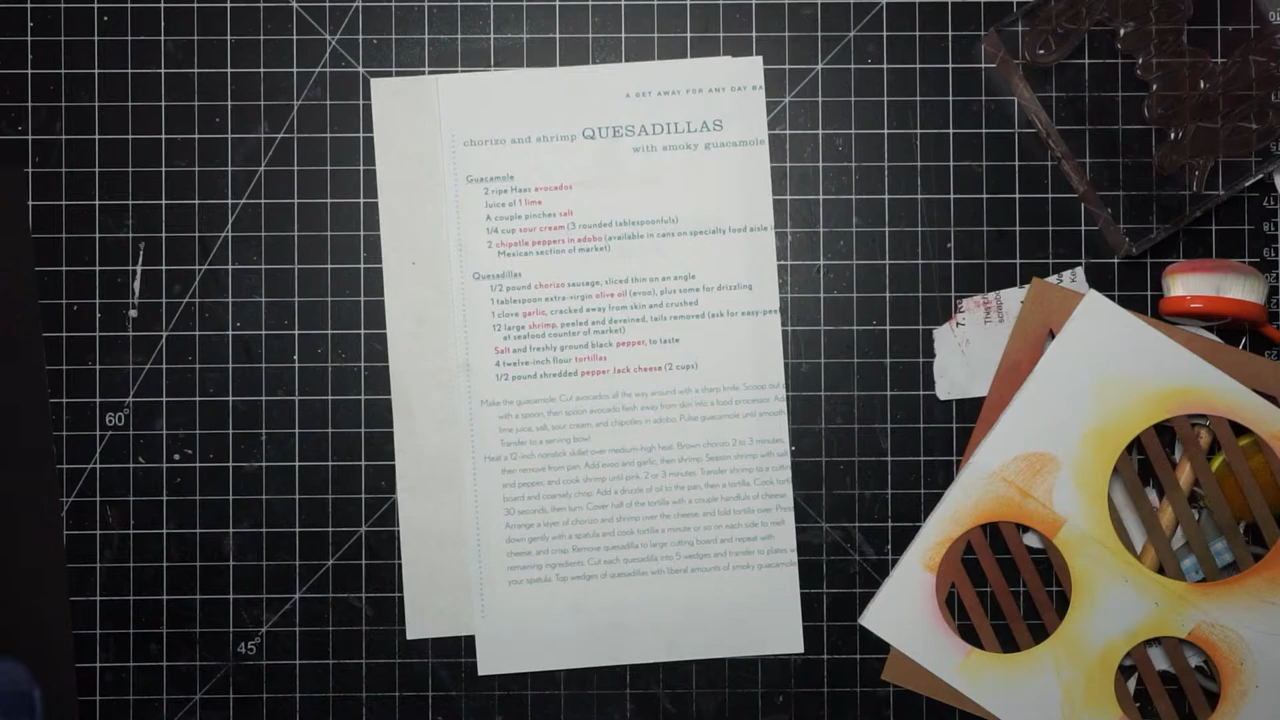 A GET AWAY FOR ANY DAY BA
chorizo and shrimp QUESADILLAS
with smoky guacamole
Guacamole
2 ripe Haas avocados
Juice of 1 lime
A couple pinches salt
1/4 cup sour cream (3 rounded tablespoonfuls)
2 chipotle peppers in adobo (available in cans on specialty food aisle i
Mexican section of market)
Quesadillas
1/2 pound chorizo sausage, sliced thin on an angle
1 tablespoon extra-virgin olive oil (evoo), plus some for drizzling
1 clove garlic, cracked away from skin and crushed
12 large shrimp, peeled and deveined, tails removed (ask for easy-peel
at seafood counter of market)
Salt and freshly ground black pepper, to taste
4 twelve-inch flour tortillas
1/2 pound shredded pepper Jack cheese (2 cups)
Make the guacamole: Cut avocados all the way around with a sharp knife. Scoop out p
with a spoon, then spoon avocado flesh away from skin into a food processor. Add
lime juice, salt, sour cream, and chipotles in adobo. Pulse guacamole until smooth.
Transfer to a serving bowl.
Heat a 12-inch nonstick skillet over medium-high heat. Brown chorizo 2 to 3 minutes,
then remove from pan. Add evoo and garlic, then shrimp. Season shrimp with salt
and pepper, and cook shrimp until pink, 2 or 3 minutes. Transfer shrimp to a cuttin
board and coarsely chop. Add a drizzle of oil to the pan, then a tortilla. Cook torti
30 seconds, then turn. Cover half of the tortilla with a couple handfuls of cheese.
Arrange a layer of chorizo and shrimp over the cheese, and fold tortilla over. Press
down gently with a spatula and cook tortilla a minute or so on each side to melt
cheese, and crisp. Remove quesadilla to large cutting board and repeat with
remaining ingredients. Cut each quesadilla into 5 wedges and transfer to plates w
your spatula. Top wedges of quesadillas with liberal amounts of smoky guacamole
60°
45°
17